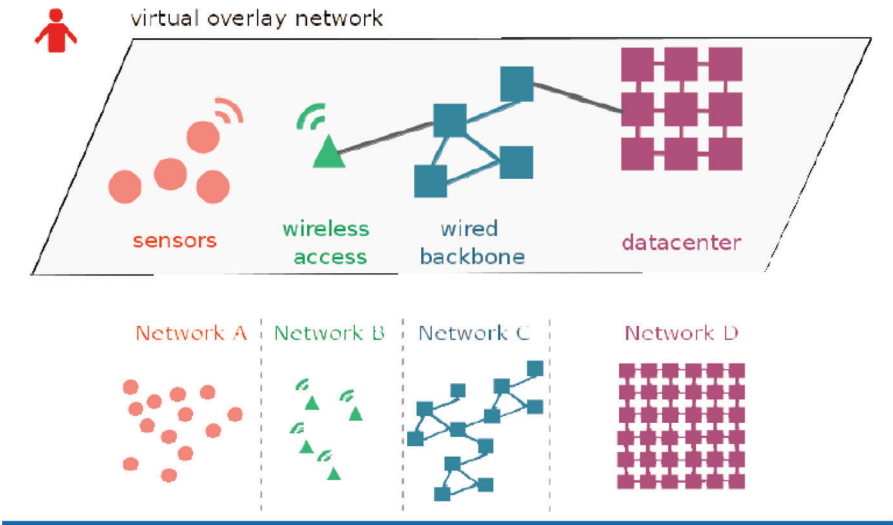 virtual overlay network
sensors
wireless
access
wired
backbone
datacenter
Network A
Network B
Network C
Network D